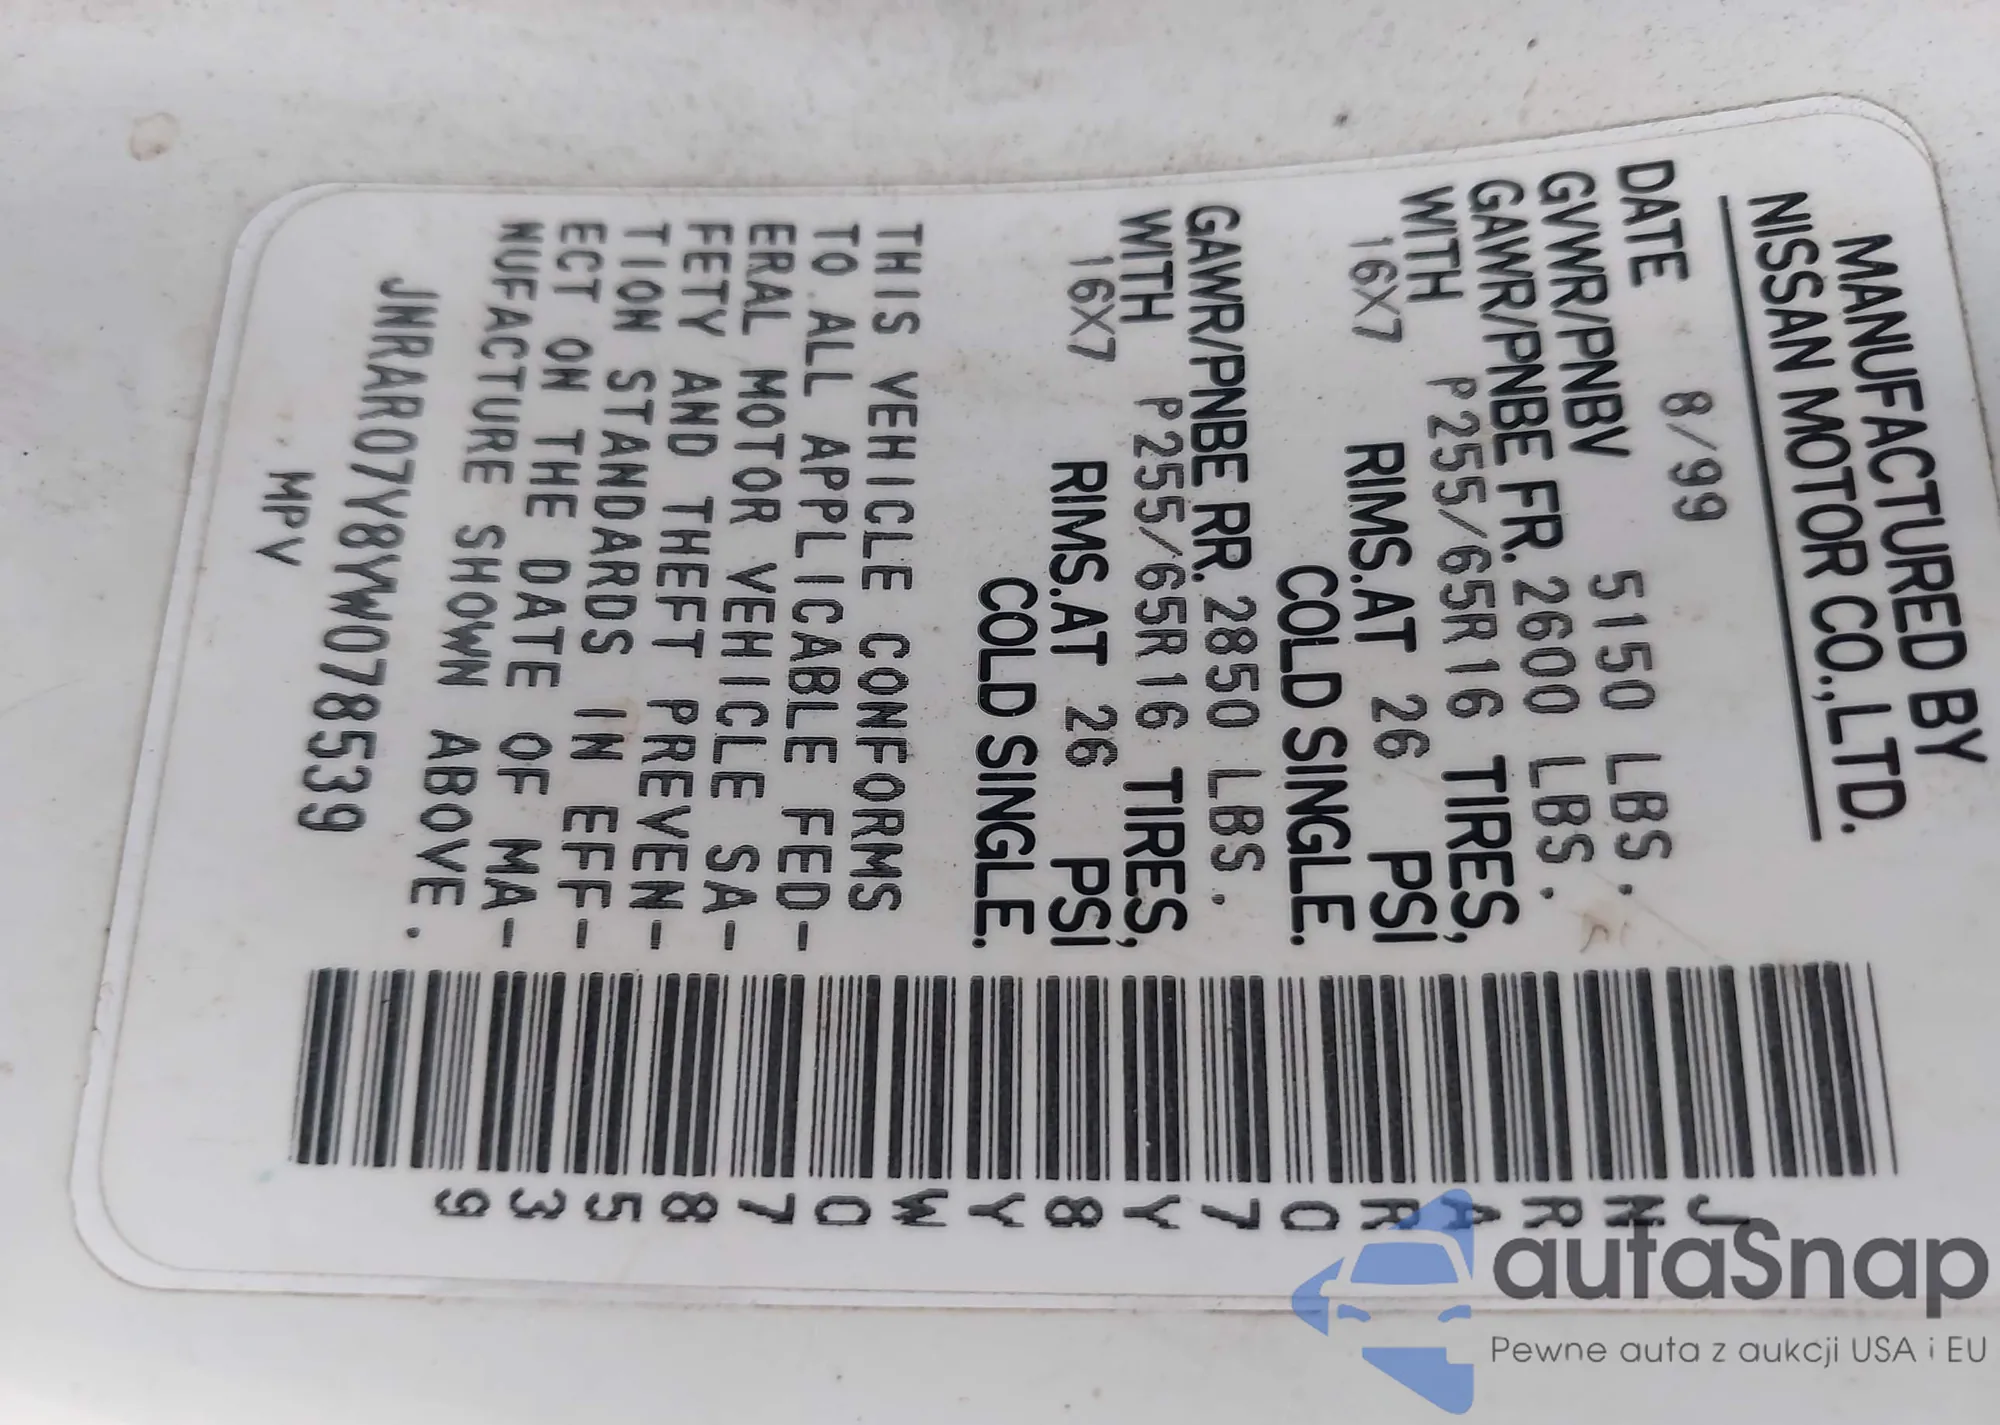 MANUFACTURED BY
NISSAN MOTOR CO.,LTD.
DATE 8/99
GVWR/PNBV 5150 LBS.
GAWR/PNBE FR. 2600 LBS.
WITH P255/65R16 TIRES,
16X7 RIMS.AT 26 PSI
COLD SINGLE.
GAWR/PNBE RR. 2850 LBS.
WITH P255/65R16 TIRES,
16X7 RIMS.AT 26 PSI
COLD SINGLE.
THIS VEHICLE CONFORMS
TO ALL APPLICABLE FED-
ERAL MOTOR VEHICLE SA-
FETY AND THEFT PREVEN-
TION STANDARDS IN EFF-
ECT ON THE DATE OF MA-
NUFACTURE SHOWN ABOVE.
JNRAR07Y8YW078539
MPV
JNRAR07Y8YW078539
autaSnap
Pewne auta z aukcji USA i EU